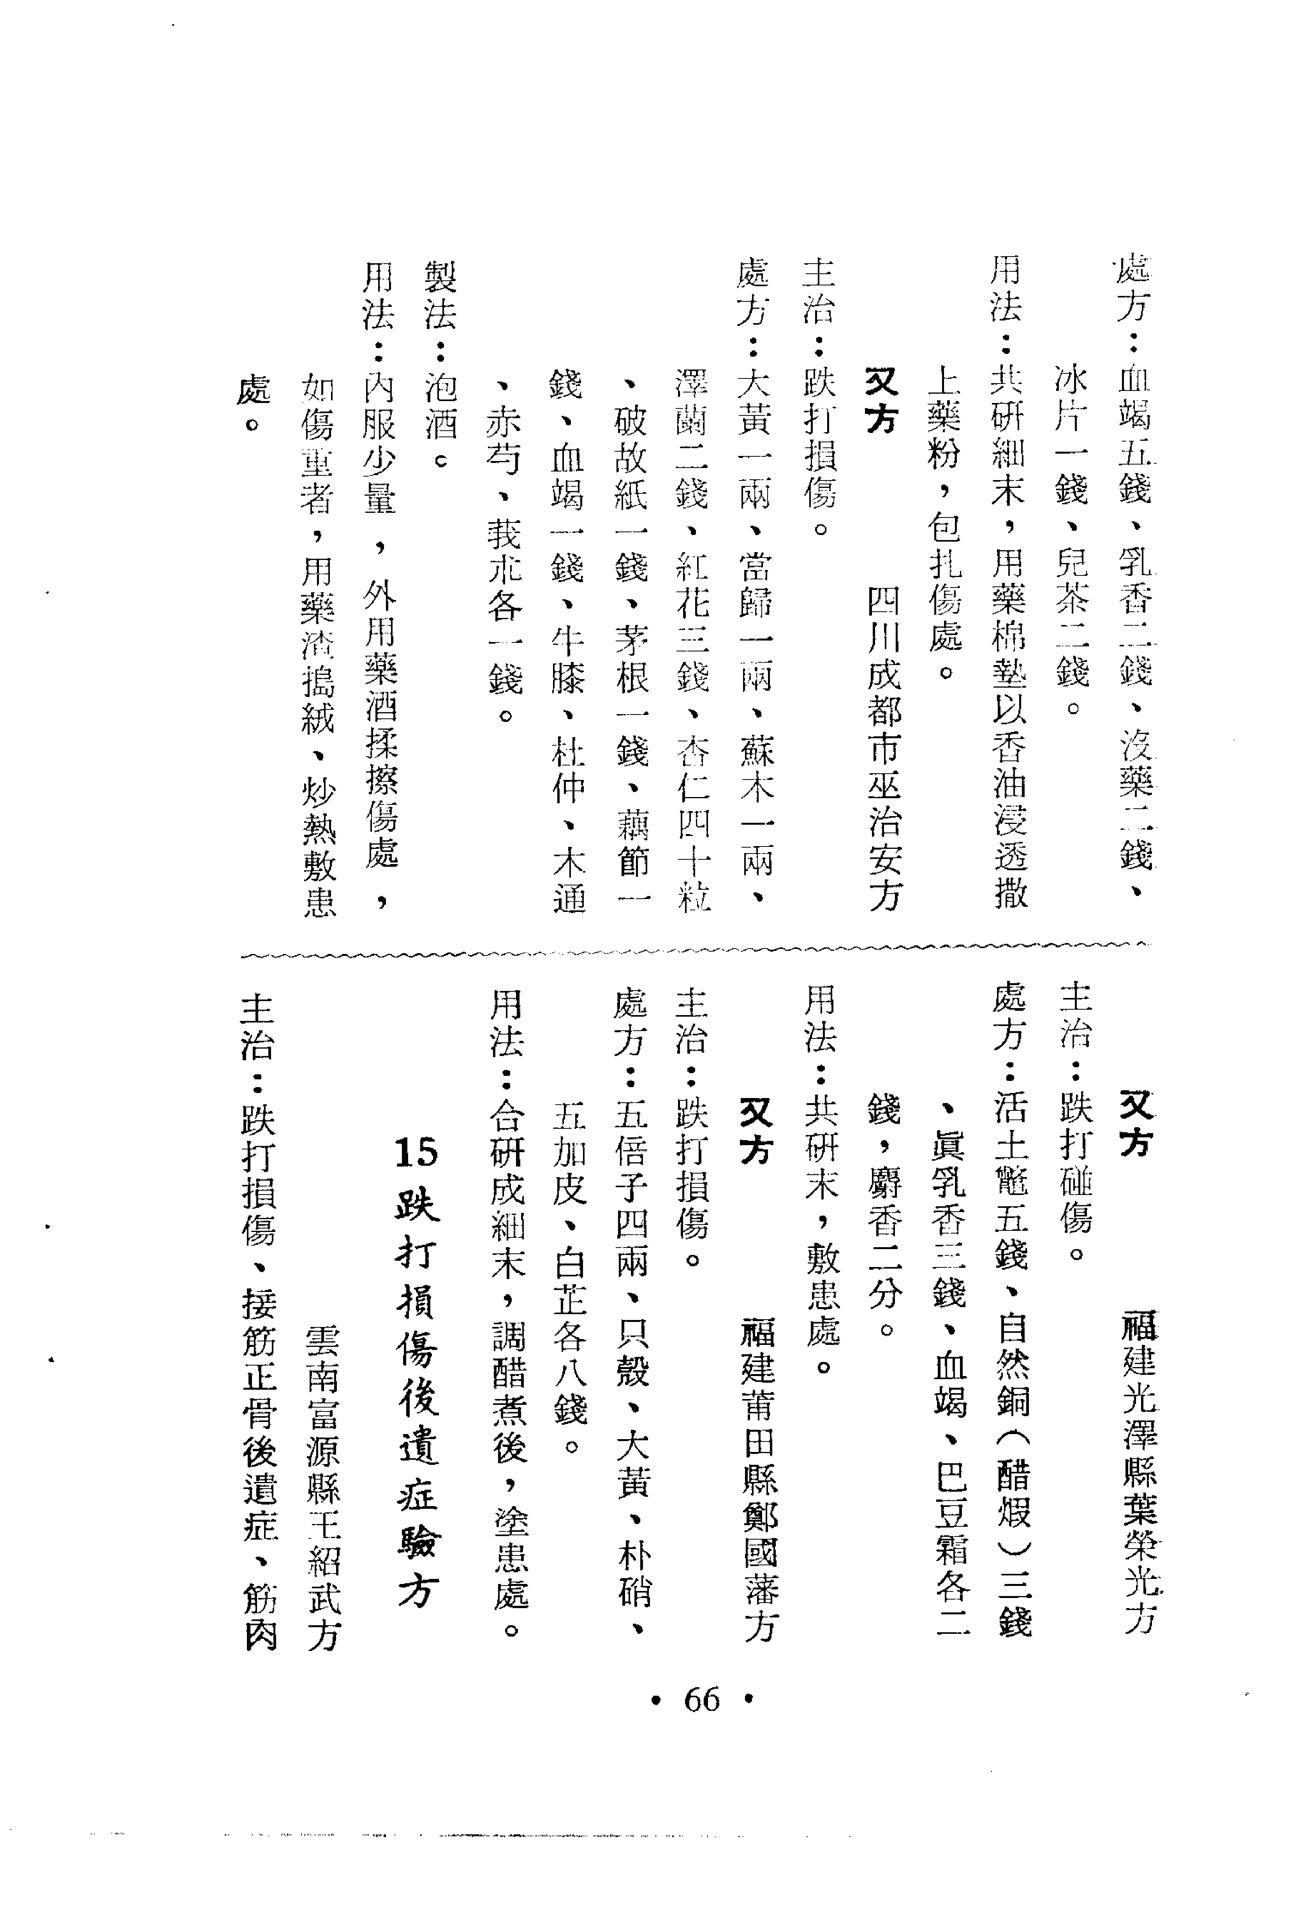 處方：血竭五錢、乳香二錢、沒藥二錢、
冰片一錢、兒茶二錢。
用法：共研細末，用藥棉墊以香油浸透撒
上藥粉，包扎傷處。
又方　四川成都市巫治安方
主治：跌打損傷。
處方：大黃一兩、當歸一兩、蘇木一兩、
澤蘭二錢、紅花三錢、杏仁四十粒
、破故紙一錢、茅根一錢、藕節一
錢、血竭一錢、牛膝、杜仲、木通
、赤芍、莪朮各一錢。
製法：泡酒。
用法：內服少量，外用藥酒揉擦傷處，
如傷重者，用藥渣搗絨、炒熱敷患
處。
又方　福建光澤縣葉榮光方
主治：跌打碰傷。
處方：活土鼈五錢、自然銅（醋煆）三錢
、眞乳香三錢、血竭、巴豆霜各二
錢，麝香二分。
用法：共研末，敷患處。
又方　福建莆田縣鄭國藩方
主治：跌打損傷。
處方：五倍子四兩、只殼、大黃、朴硝、
五加皮、白芷各八錢。
用法：合研成細末，調醋煮後，塗患處。
15跌打損傷後遺症驗方
雲南富源縣王紹武方
主治：跌打損傷、接筋正骨後遺症、筋肉
• 66 •